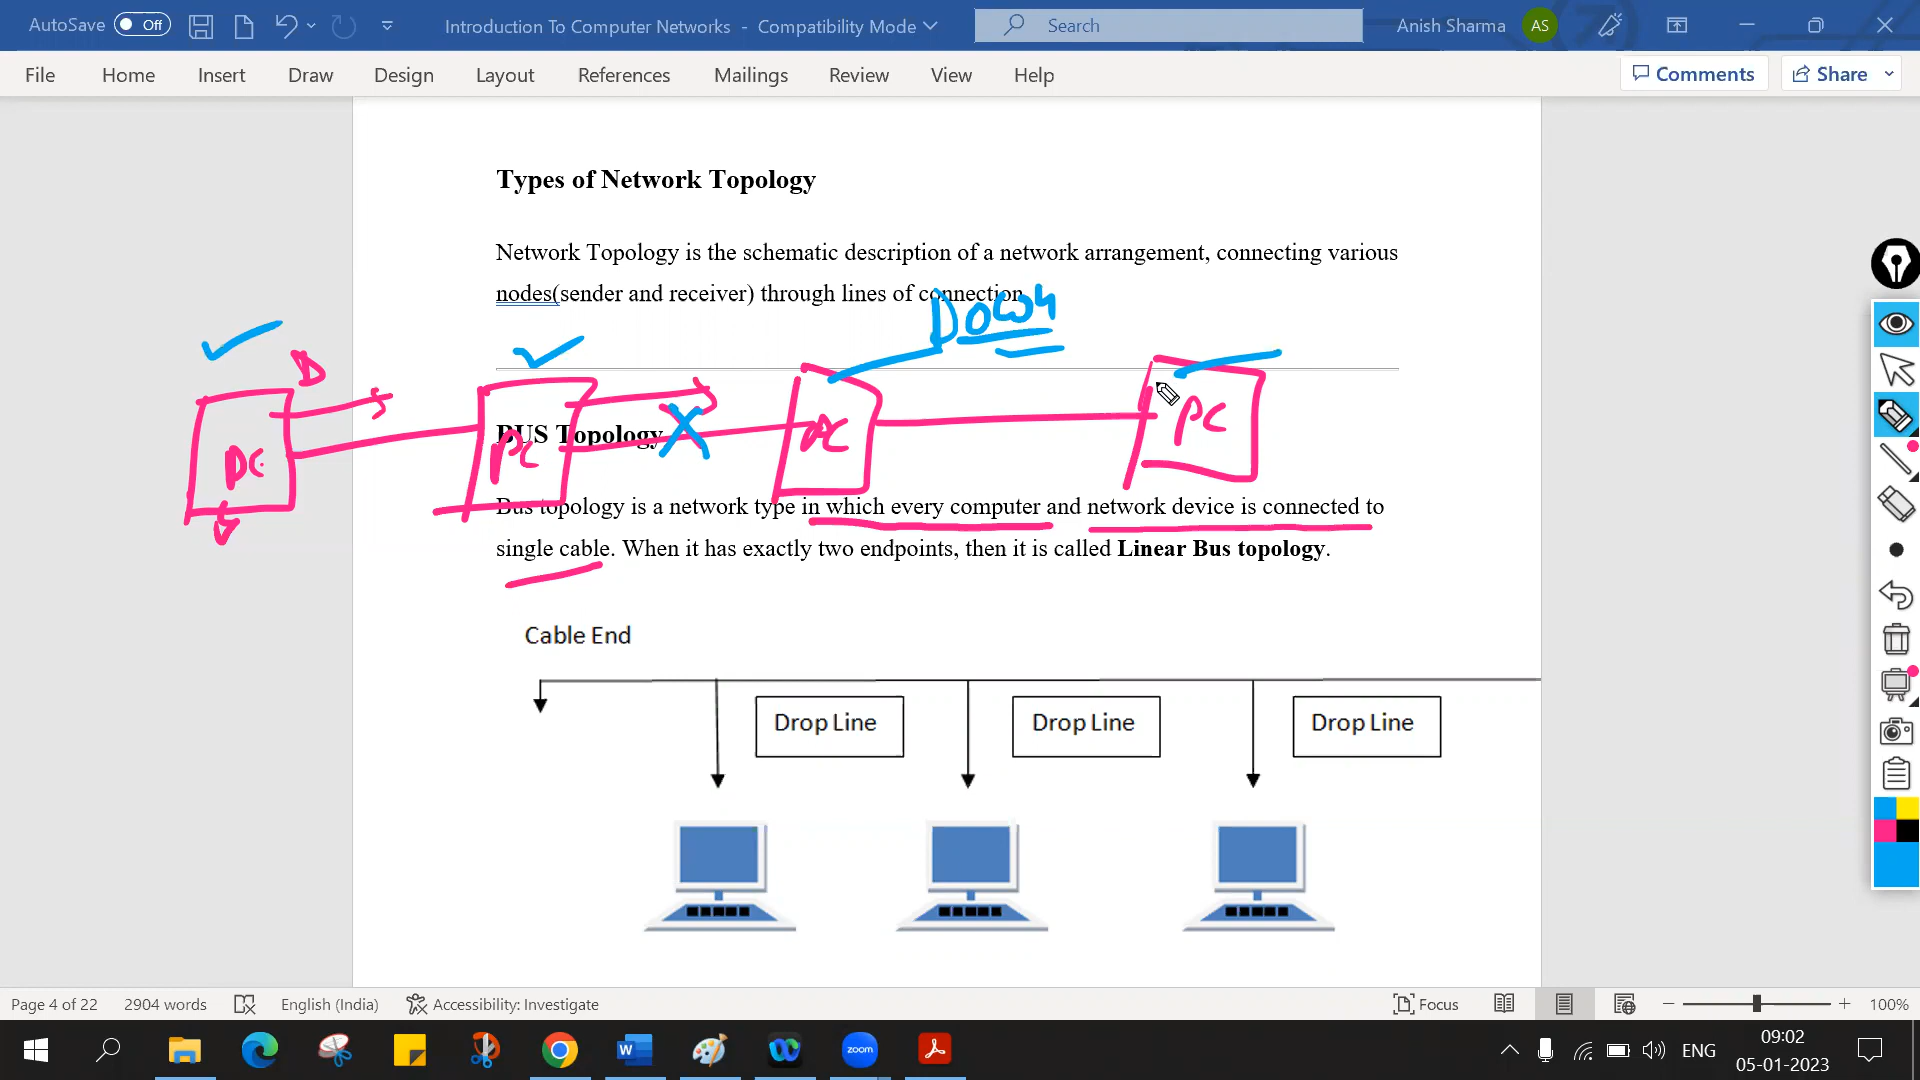 AutoSave Off Introduction To Computer Networks - Compatibility Mode Search Anish Sharma AS
File Home Insert Draw Design Layout References Mailings Review View Help Comments Share
Types of Network Topology
Network Topology is the schematic description of a network arrangement, connecting various
nodes(sender and receiver) through lines of connection
Down
D
PC PC PC PC
BUS Topology
Bus topology is a network type in which every computer and network device is connected to
single cable. When it has exactly two endpoints, then it is called Linear Bus topology.
Cable End
Drop Line Drop Line Drop Line
Page 4 of 22 2904 words English (India) Accessibility: Investigate Focus 100%
W zoom ENG 09:02
05-01-2023